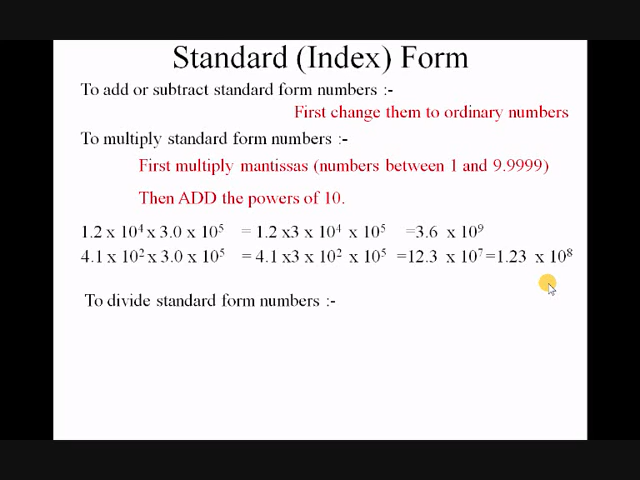 Standard (Index) Form
To add or subtract standard form numbers :-
First change them to ordinary numbers
To multiply standard form numbers :-
First multiply mantissas (numbers between 1 and 9.9999)
Then ADD the powers of 10.
1.2 x 10⁴ x 3.0 x 10⁵ = 1.2 x3 x 10⁴ x 10⁵ =3.6 x 10⁹
4.1 x 10² x 3.0 x 10⁵ = 4.1 x3 x 10² x 10⁵ =12.3 x 10⁷ =1.23 x 10⁸
To divide standard form numbers :-